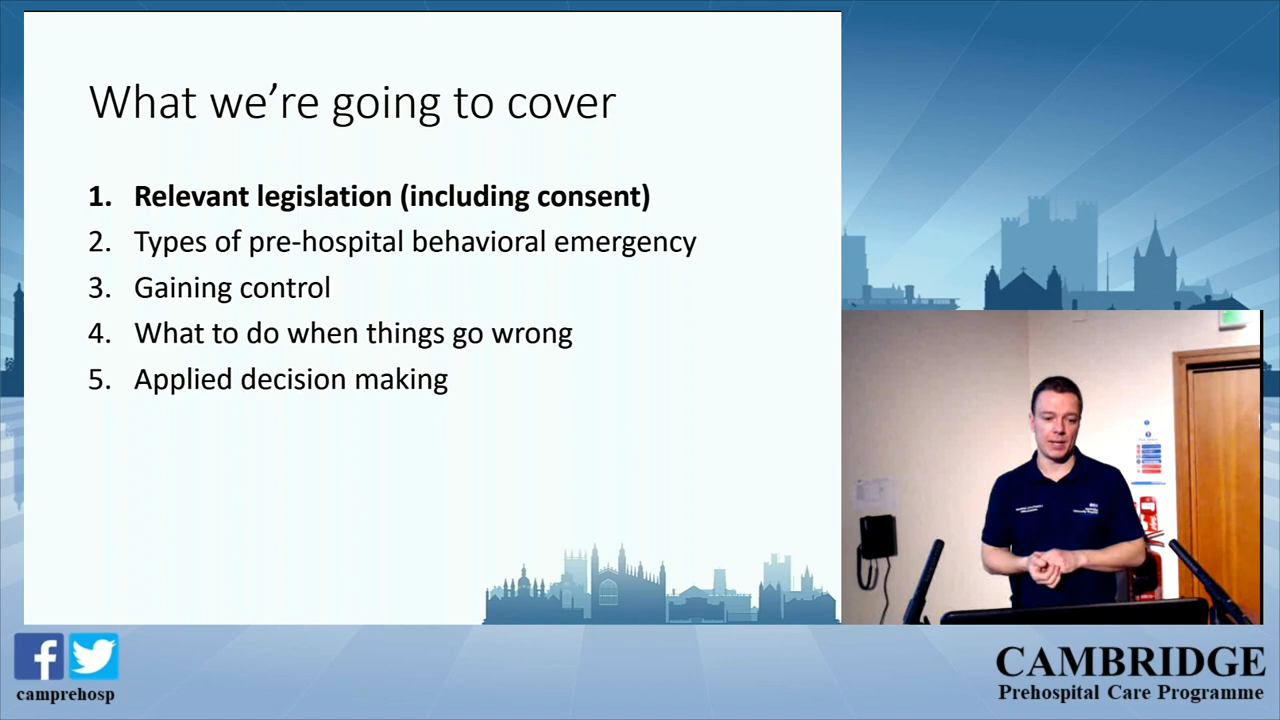 What we're going to cover
1. Relevant legislation (including consent)
2. Types of pre-hospital behavioral emergency
3. Gaining control
4. What to do when things go wrong
5. Applied decision making
camprehosp
CAMBRIDGE
Prehospital Care Programme